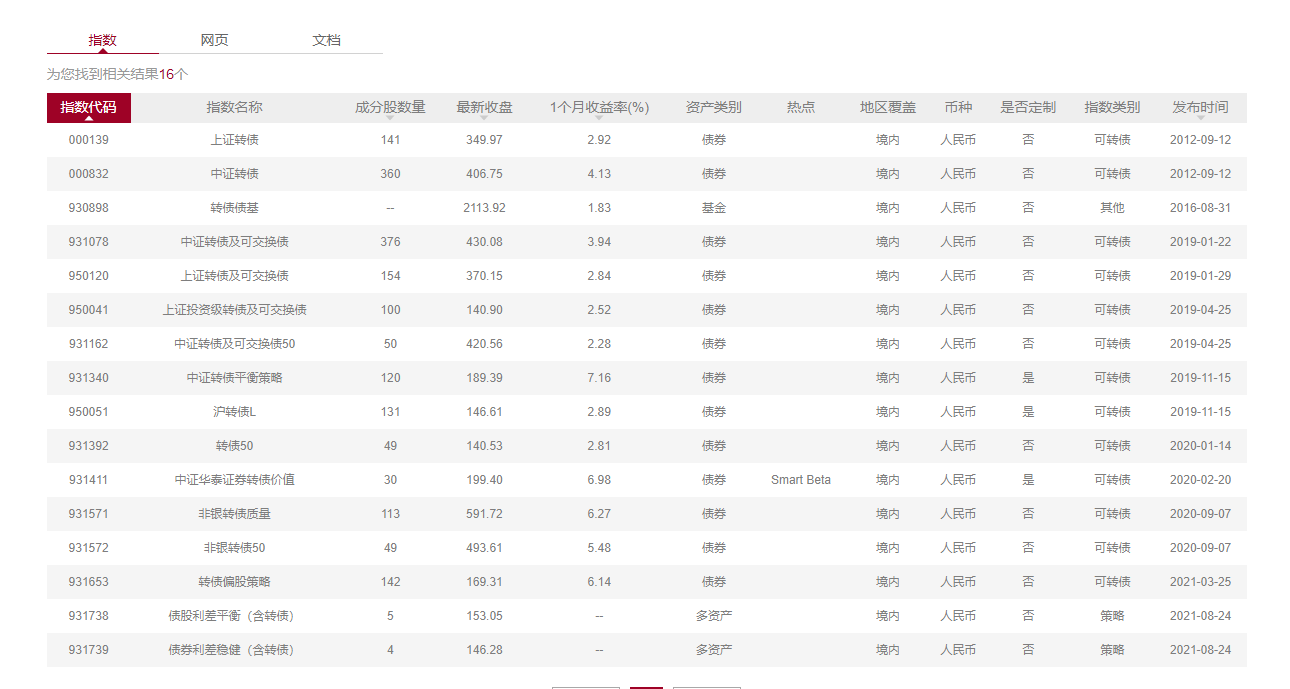 指数 网页 文档
为您找到相关结果16个
指数代码 指数名称 成分股数量 最新收盘 1个月收益率(%) 资产类别 热点 地区覆盖 币种 是否定制 指数类别 发布时间
000139 上证转债 141 349.97 2.92 债券 境内 人民币 否 可转债 2012-09-12
000832 中证转债 360 406.75 4.13 债券 境内 人民币 否 可转债 2012-09-12
930898 转债债基 -- 2113.92 1.83 基金 境内 人民币 否 其他 2016-08-31
931078 中证转债及可交换债 376 430.08 3.94 债券 境内 人民币 否 可转债 2019-01-22
950120 上证转债及可交换债 154 370.15 2.84 债券 境内 人民币 否 可转债 2019-01-29
950041 上证投资级转债及可交换债 100 140.90 2.52 债券 境内 人民币 否 可转债 2019-04-25
931162 中证转债及可交换债50 50 420.56 2.28 债券 境内 人民币 否 可转债 2019-04-25
931340 中证转债平衡策略 120 189.39 7.16 债券 境内 人民币 是 可转债 2019-11-15
950051 沪转债L 131 146.61 2.89 债券 境内 人民币 是 可转债 2019-11-15
931392 转债50 49 140.53 2.81 债券 境内 人民币 否 可转债 2020-01-14
931411 中证华泰证券转债价值 30 199.40 6.98 债券 Smart Beta 境内 人民币 是 可转债 2020-02-20
931571 非银转债质量 113 591.72 6.27 债券 境内 人民币 否 可转债 2020-09-07
931572 非银转债50 49 493.61 5.48 债券 境内 人民币 否 可转债 2020-09-07
931653 转债偏股策略 142 169.31 6.14 债券 境内 人民币 否 可转债 2021-03-25
931738 债股利差平衡（含转债） 5 153.05 -- 多资产 境内 人民币 否 策略 2021-08-24
931739 债券利差稳健（含转债） 4 146.28 -- 多资产 境内 人民币 否 策略 2021-08-24